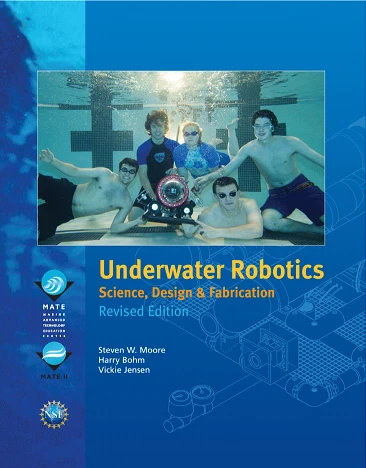 Underwater Robotics
Science, Design & Fabrication
Revised Edition
Steven W. Moore
Harry Bohm
Vickie Jensen
MATE
MARINE
ADVANCED
TECHNOLOGY
EDUCATION
CENTER
MATE II
NSF